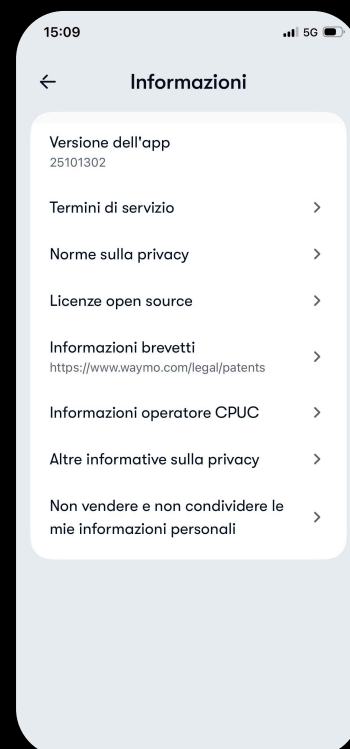 15:09
5G
Informazioni
Versione dell'app
25101302
Termini di servizio
Norme sulla privacy
Licenze open source
Informazioni brevetti
https://www.waymo.com/legal/patents
Informazioni operatore CPUC
Altre informative sulla privacy
Non vendere e non condividere le
mie informazioni personali